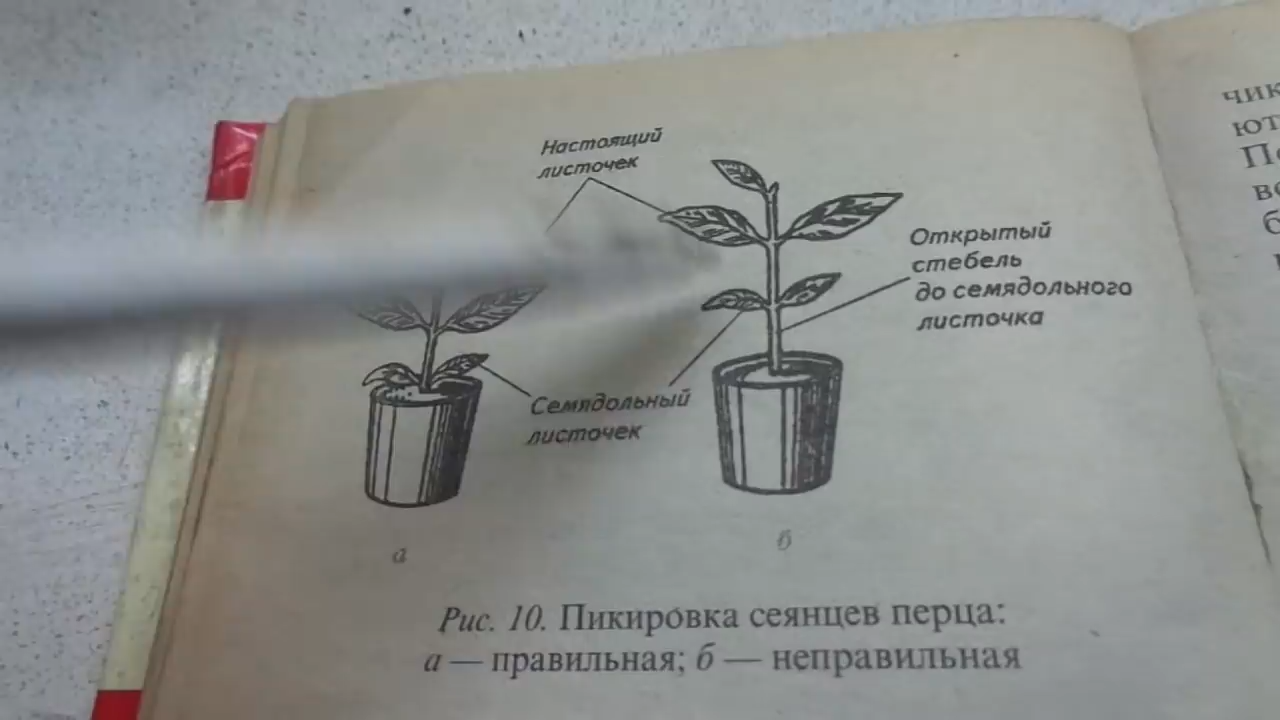 Настоящий
листочек
Открытый
стебель
до семядольного
листочка
Семядольный
листочек
а
б
Рис. 10. Пикировка сеянцев перца:
а — правильная; б — неправильная
чик
ют